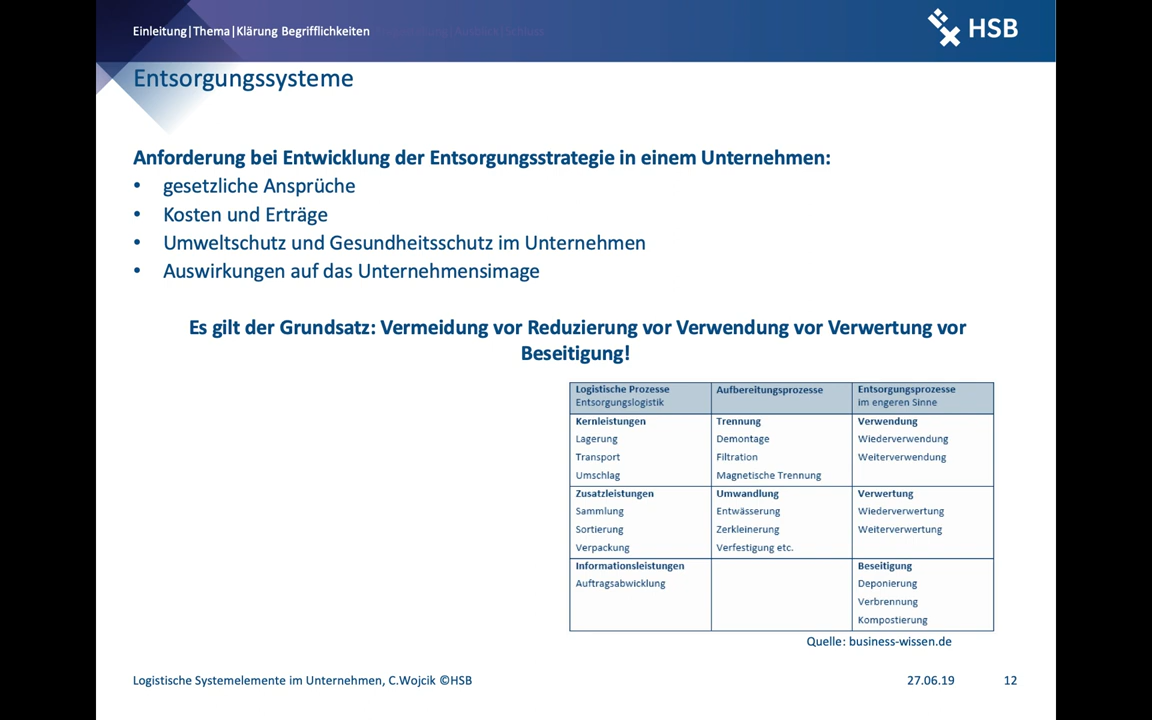 Einleitung|Thema|Klärung Begrifflichkeiten
HSB
Entsorgungssysteme
Anforderung bei Entwicklung der Entsorgungsstrategie in einem Unternehmen:
• gesetzliche Ansprüche
• Kosten und Erträge
• Umweltschutz und Gesundheitsschutz im Unternehmen
• Auswirkungen auf das Unternehmensimage
Es gilt der Grundsatz: Vermeidung vor Reduzierung vor Verwendung vor Verwertung vor
Beseitigung!
Logistische Prozesse
Entsorgungslogistik
Aufbereitungsprozesse
Entsorgungsprozesse
im engeren Sinne
Kernleistungen
Lagerung
Transport
Umschlag
Trennung
Demontage
Filtration
Magnetische Trennung
Verwendung
Wiederverwendung
Weiterverwendung
Zusatzleistungen
Sammlung
Sortierung
Verpackung
Umwandlung
Entwässerung
Zerkleinerung
Verfestigung etc.
Verwertung
Wiederverwertung
Weiterverwertung
Informationsleistungen
Auftragsabwicklung
Beseitigung
Deponierung
Verbrennung
Kompostierung
Quelle: business-wissen.de
Logistische Systemelemente im Unternehmen, C.Wojcik ©HSB
27.06.19
12